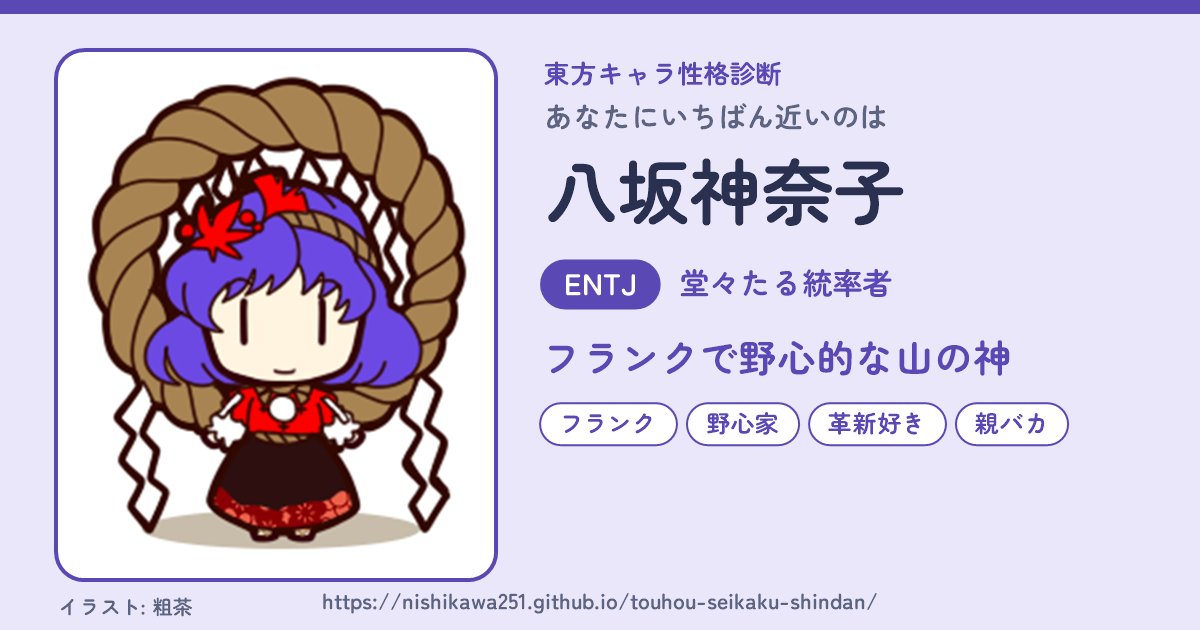 東方キャラ性格診断
あなたにいちばん近いのは
八坂神奈子
ENTJ 堂々たる統率者
フランクで野心的な山の神
フランク 野心家 革新好き 親バカ
イラスト: 粗茶
https://nishikawa251.github.io/touhou-seikaku-shindan/